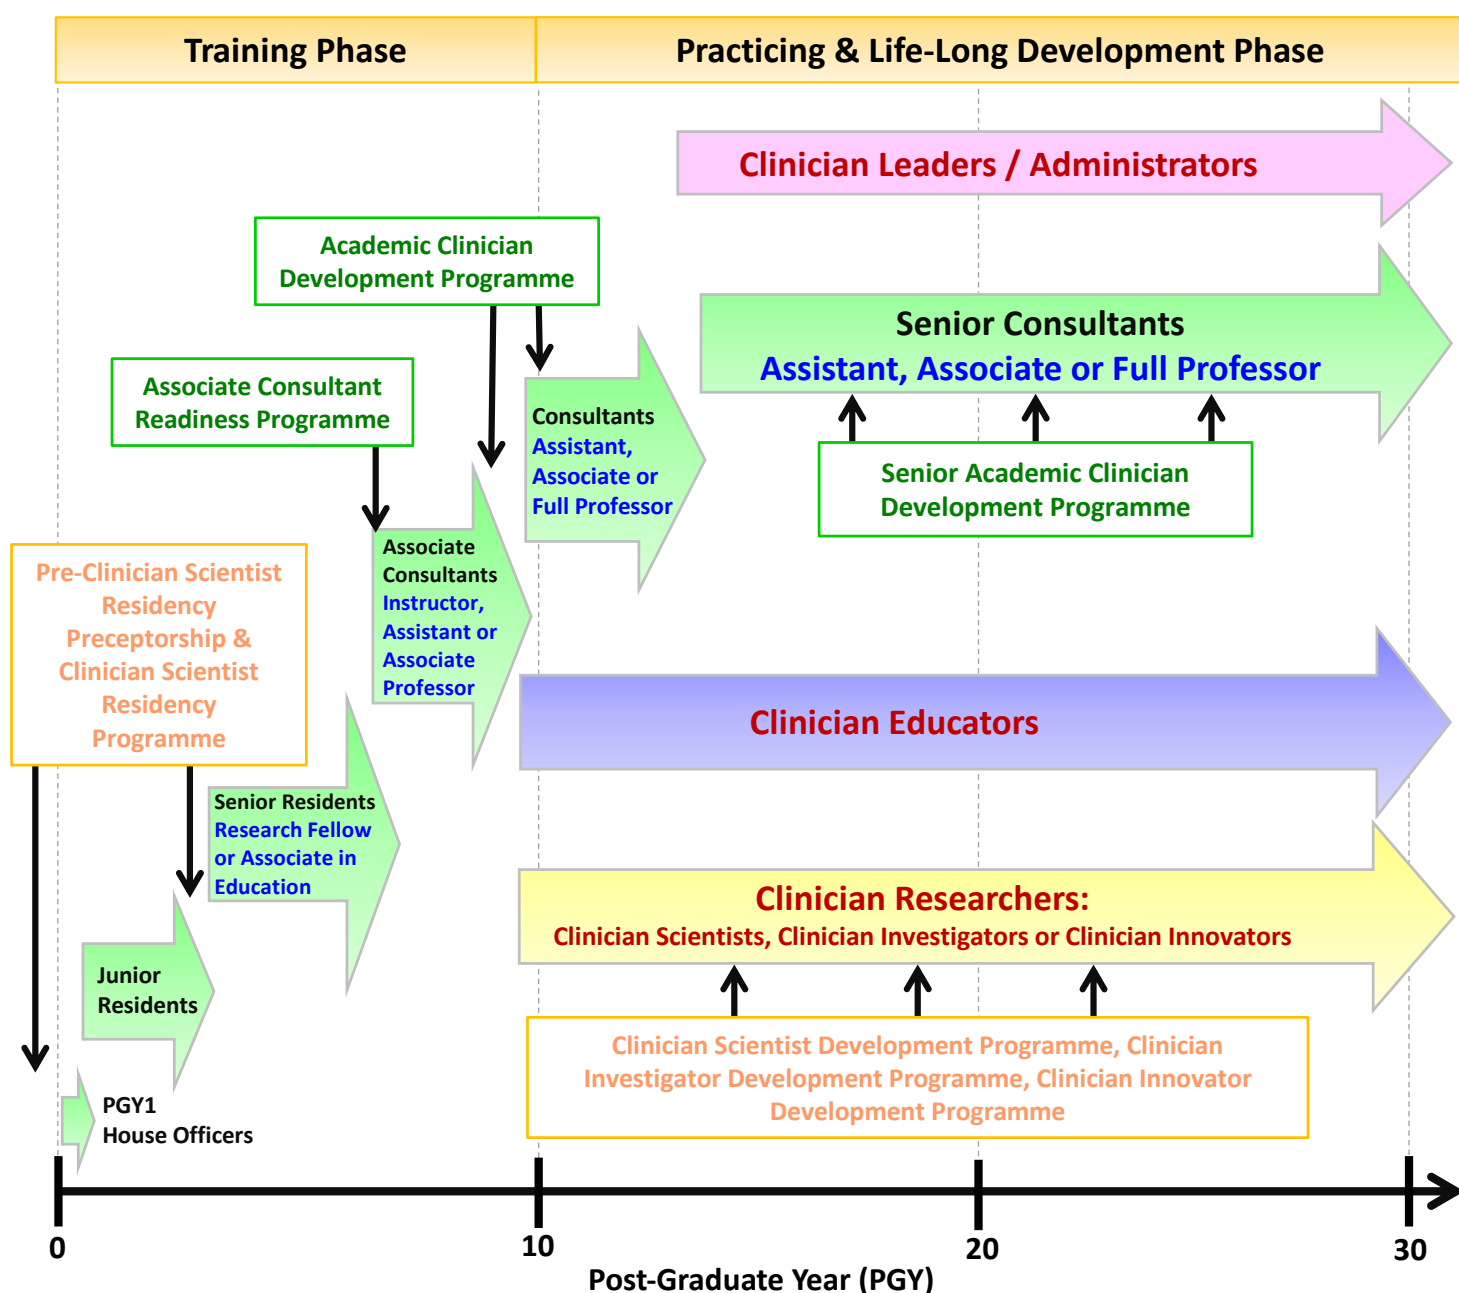 Training Phase
Practicing & Life-Long Development Phase
Clinician Leaders / Administrators
Academic Clinician
Development Programme
Senior Consultants
Assistant, Associate or Full Professor
Associate Consultant
Readiness Programme
Consultants
Assistant,
Associate or
Full Professor
Senior Academic Clinician
Development Programme
Associate
Consultants
Instructor,
Assistant or
Associate
Professor
Pre-Clinician Scientist
Residency
Preceptorship &
Clinician Scientist
Residency
Programme
Clinician Educators
Senior Residents
Research Fellow
or Associate in
Education
Clinician Researchers:
Clinician Scientists, Clinician Investigators or Clinician Innovators
Junior
Residents
Clinician Scientist Development Programme, Clinician
Investigator Development Programme, Clinician Innovator
Development Programme
PGY1
House Officers
0
10
20
30
Post-Graduate Year (PGY)